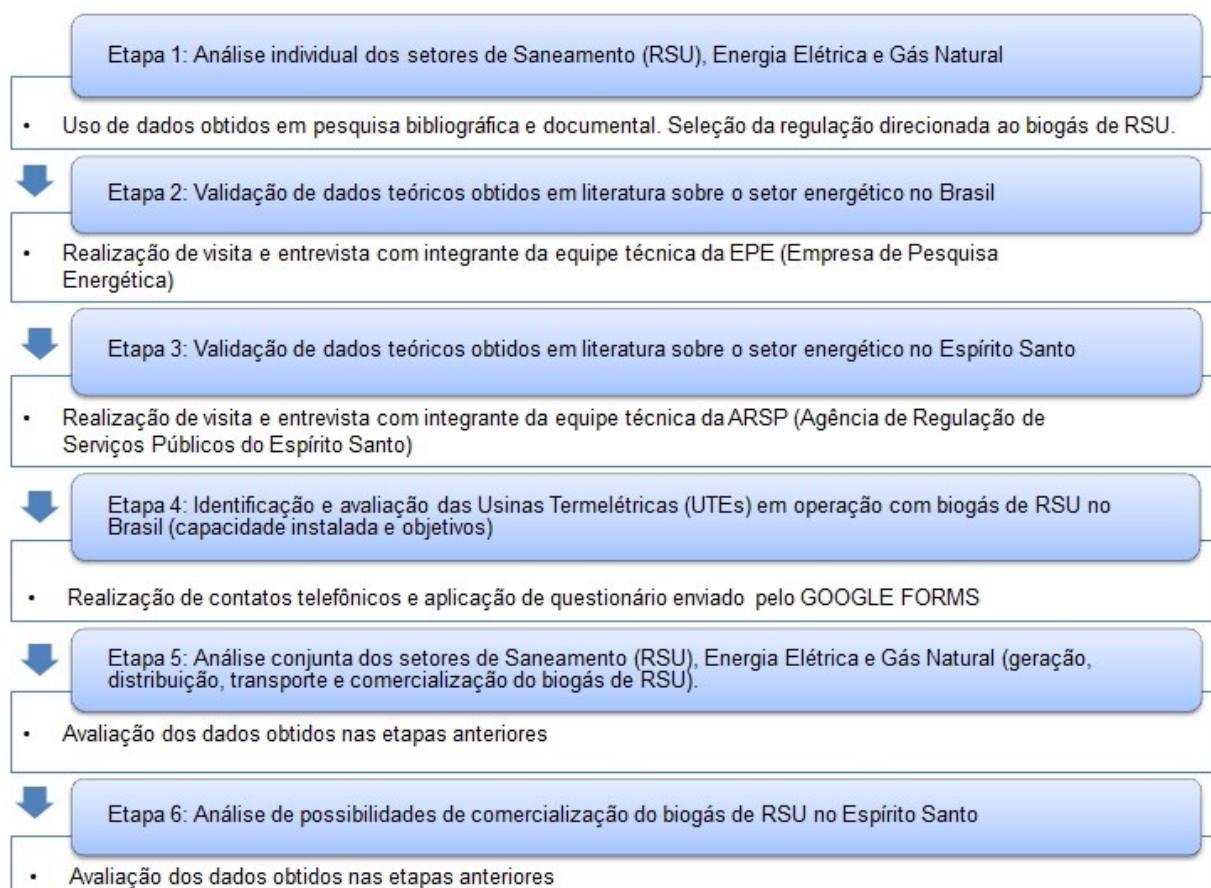 Etapa 1: Análise individual dos setores de Saneamento (RSU), Energia Elétrica e Gás Natural
• Uso de dados obtidos em pesquisa bibliográfica e documental. Seleção da regulação direcionada ao biogás de RSU.
Etapa 2: Validação de dados teóricos obtidos em literatura sobre o setor energético no Brasil
• Realização de visita e entrevista com integrante da equipe técnica da EPE (Empresa de Pesquisa
Energética)
Etapa 3: Validação de dados teóricos obtidos em literatura sobre o setor energético no Espírito Santo
• Realização de visita e entrevista com integrante da equipe técnica da ARSP (Agência de Regulação de
Serviços Públicos do Espírito Santo)
Etapa 4: Identificação e avaliação das Usinas Termelétricas (UTEs) em operação com biogás de RSU no
Brasil (capacidade instalada e objetivos)
• Realização de contatos telefônicos e aplicação de questionário enviado pelo GOOGLE FORMS
Etapa 5: Análise conjunta dos setores de Saneamento (RSU), Energia Elétrica e Gás Natural (geração,
distribuição, transporte e comercialização do biogás de RSU).
• Avaliação dos dados obtidos nas etapas anteriores
Etapa 6: Análise de possibilidades de comercialização do biogás de RSU no Espírito Santo
• Avaliação dos dados obtidos nas etapas anteriores